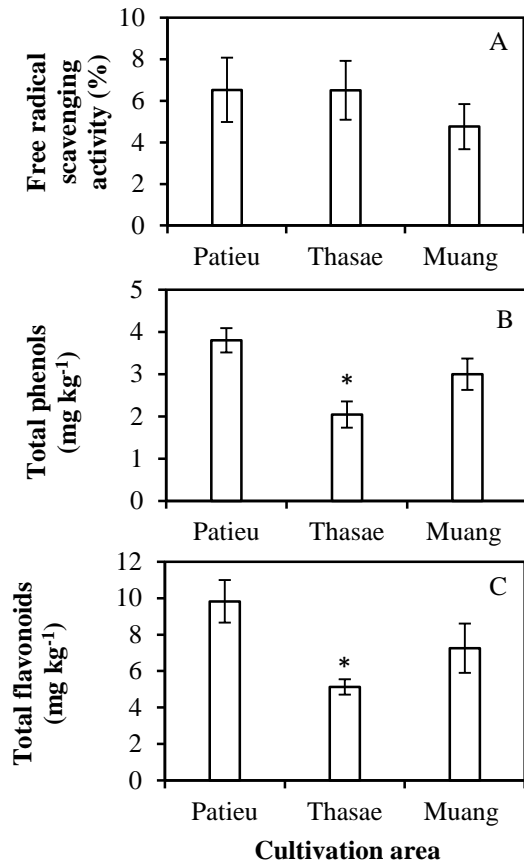 A
Free radical
scavenging
activity (%)
10
8
6
4
2
0
Patieu Thasae Muang
B
Total phenols
(mg kg⁻¹)
5
4
3
2
1
0
*
Patieu Thasae Muang
C
Total flavonoids
(mg kg⁻¹)
12
10
8
6
4
2
0
*
Patieu Thasae Muang
Cultivation area